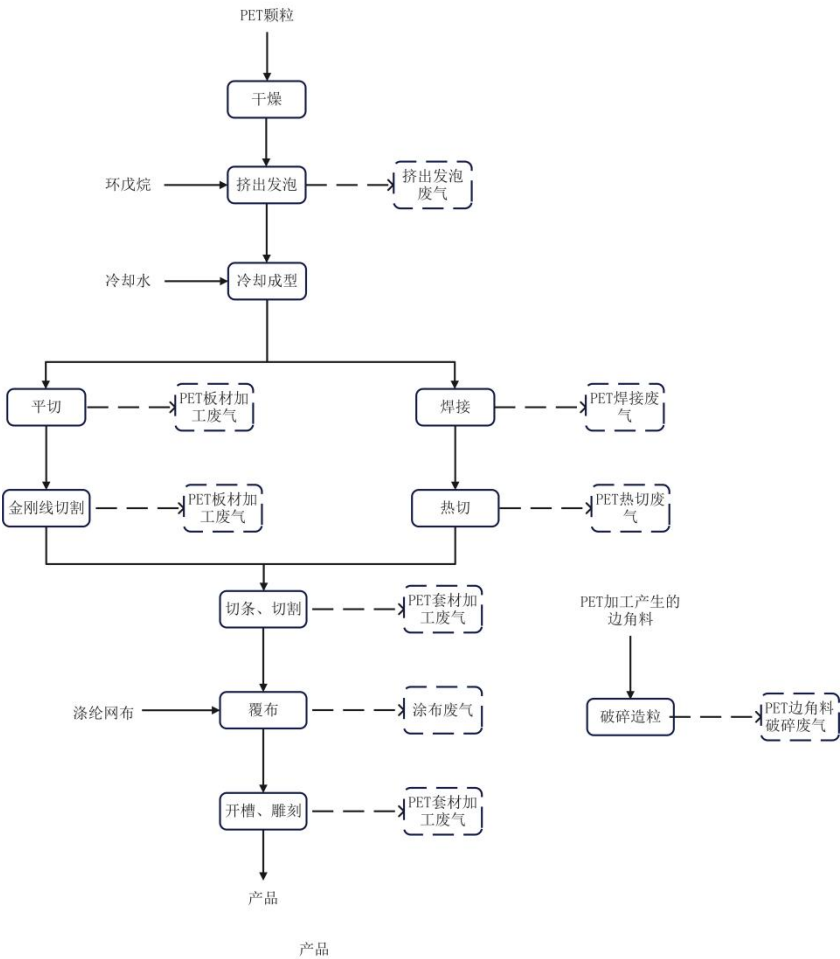 PET颗粒
干燥
环戊烷
挤出发泡
挤出发泡
废气
冷却水
冷却成型
平切
PET板材加
工废气
焊接
PET焊接废
气
金刚线切割
PET板材加
工废气
热切
PET热切废
气
切条、切割
PET套材加
工废气
PET加工产生的
边角料
涤纶网布
覆布
涂布废气
破碎造粒
PET边角料
破碎废气
开槽、雕刻
PET套材加
工废气
产品
产品